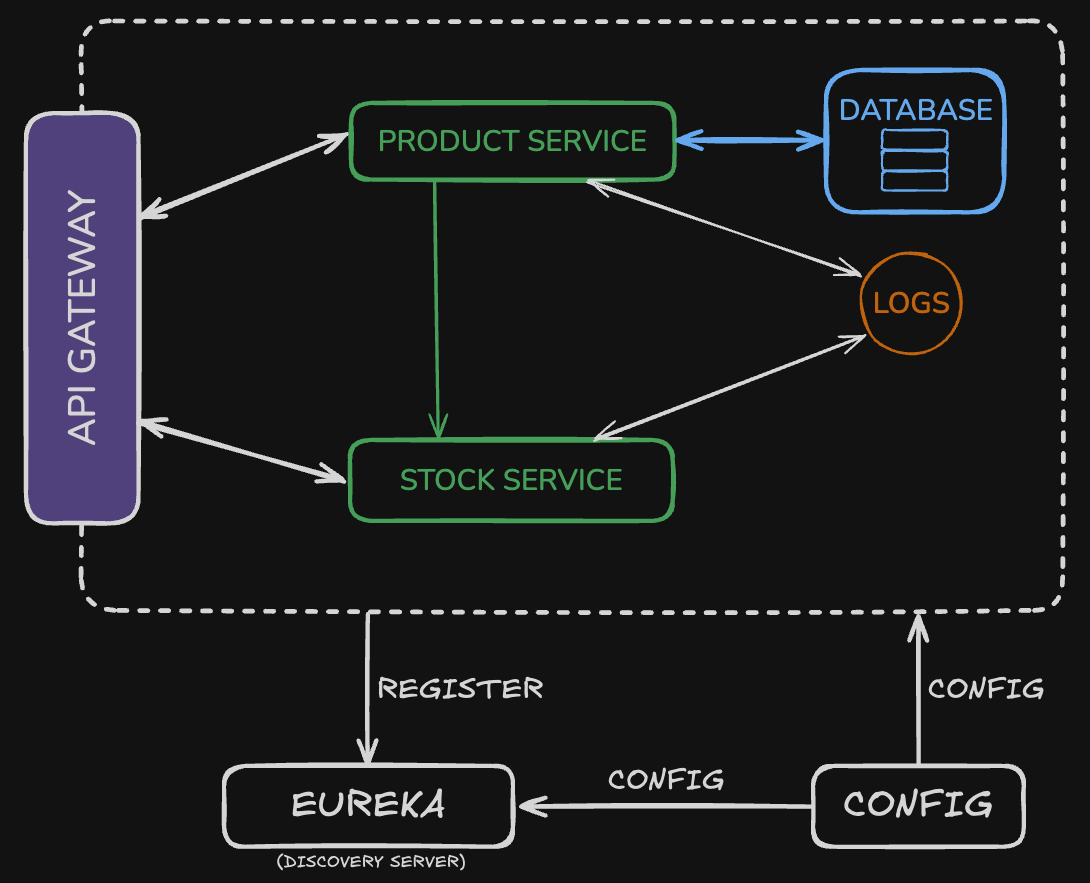 API GATEWAY
PRODUCT SERVICE
DATABASE
LOGS
STOCK SERVICE
REGISTER
CONFIG
EUREKA
(DISCOVERY SERVER)
CONFIG
CONFIG